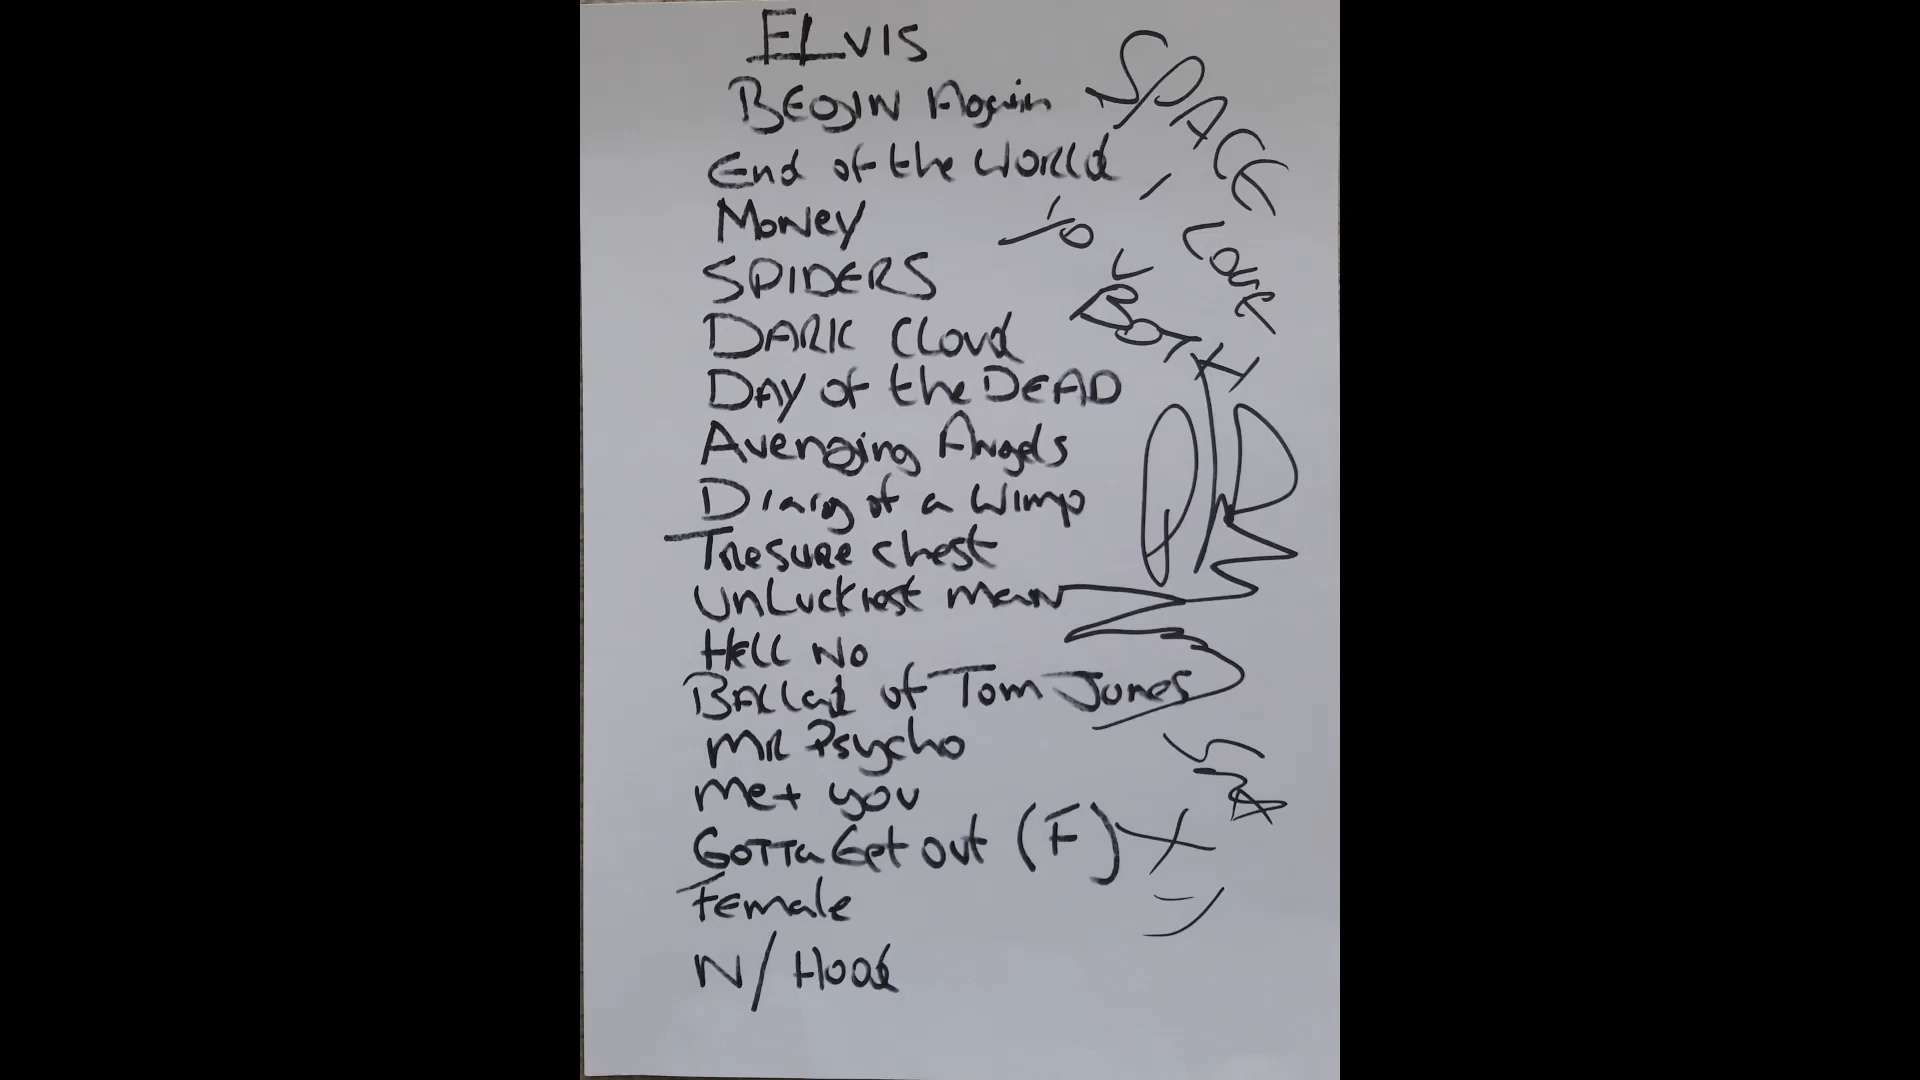 ELVIS
BEGIN Again
End of the World
MONEY
SPIDERS
DARK CLOUD
DAY of the DEAD
Avenging Angels
Diary of a Wimp
Tresure chest
UnLuckiest man
HELL NO
BALLad of Tom Jones
MR Psycho
Me + you
GOTTa Get out (F)
Female
N/Hood
SPACE
LOVE
to
U
BOTH
X